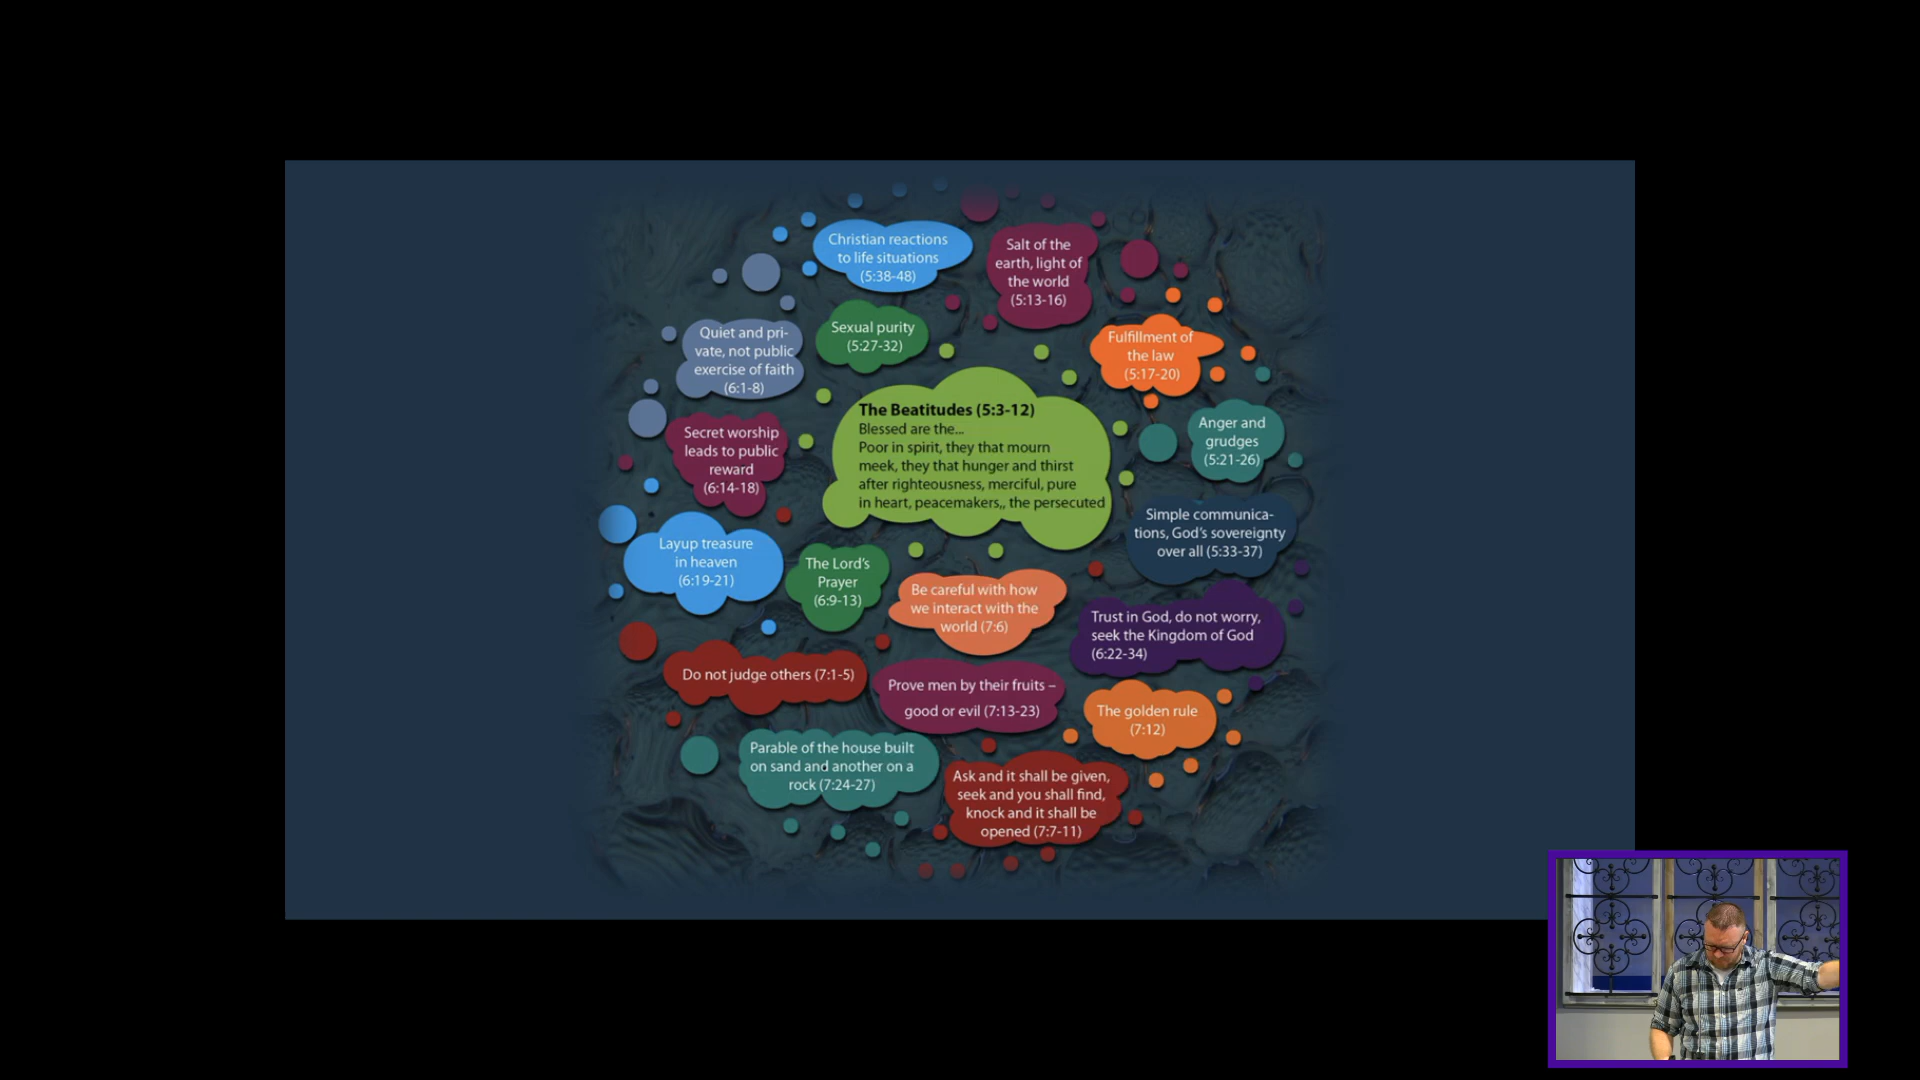 Christian reactions
to life situations
(5:38-48)
Salt of the
earth, light of
the world
(5:13-16)
Quiet and pri-
vate, not public
exercise of faith
(6:1-8)
Sexual purity
(5:27-32)
Fulfillment of
the law
(5:17-20)
The Beatitudes (5:3-12)
Blessed are the...
Poor in spirit, they that mourn
meek, they that hunger and thirst
after righteousness, merciful, pure
in heart, peacemakers,, the persecuted
Anger and
grudges
(5:21-26)
Secret worship
leads to public
reward
(6:14-18)
Simple communica-
tions, God's sovereignty
over all (5:33-37)
Layup treasure
in heaven
(6:19-21)
The Lord's
Prayer
(6:9-13)
Be careful with how
we interact with the
world (7:6)
Trust in God, do not worry,
seek the Kingdom of God
(6:22-34)
Do not judge others (7:1-5)
Prove men by their fruits –
good or evil (7:13-23)
The golden rule
(7:12)
Parable of the house built
on sand and another on a
rock (7:24-27)
Ask and it shall be given,
seek and you shall find,
knock and it shall be
opened (7:7-11)